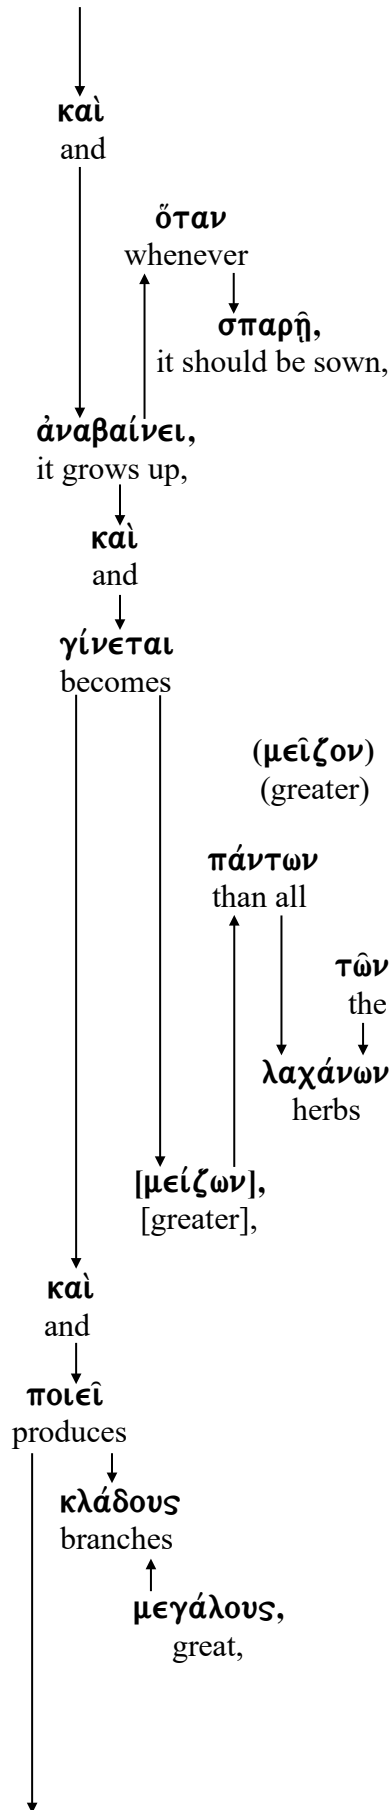 καὶ
and
ὅταν
whenever
σπαρῇ,
it should be sown,
ἀναβαίνει,
it grows up,
καὶ
and
γίνεται
becomes
(μεῖζον)
(greater)
πάντων
than all
τῶν
the
λαχάνων
herbs
[μείζων],
[greater],
καὶ
and
ποιεῖ
produces
κλάδους
branches
μεγάλους,
great,